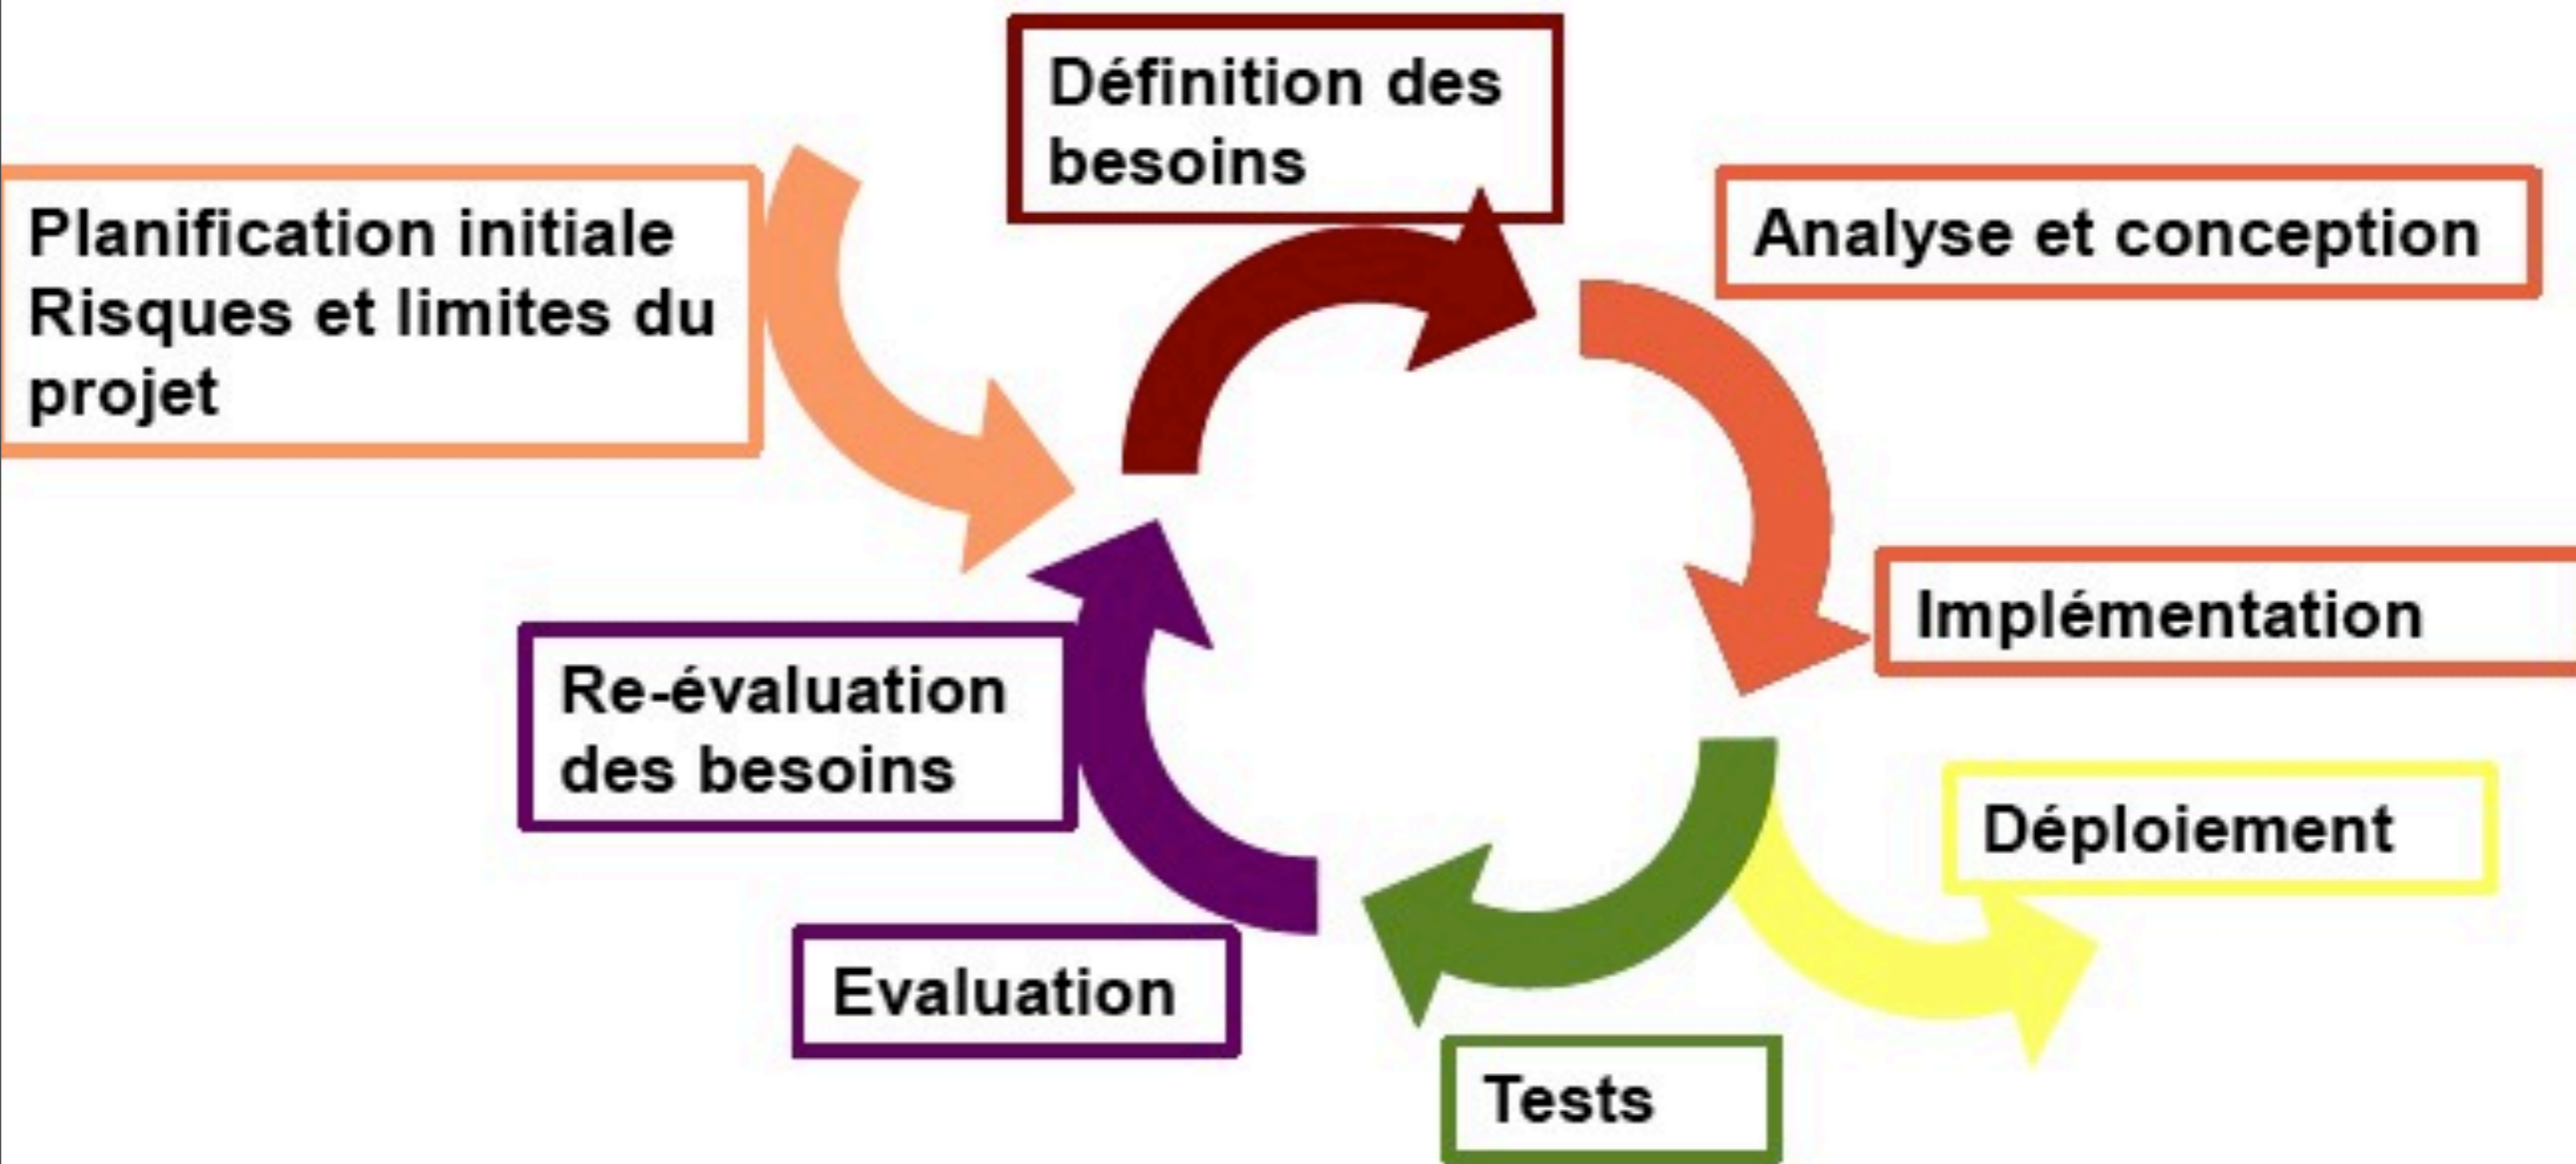 Définition des
besoins
Planification initiale
Risques et limites du
projet
Analyse et conception
Implémentation
Re-évaluation
des besoins
Déploiement
Evaluation
Tests